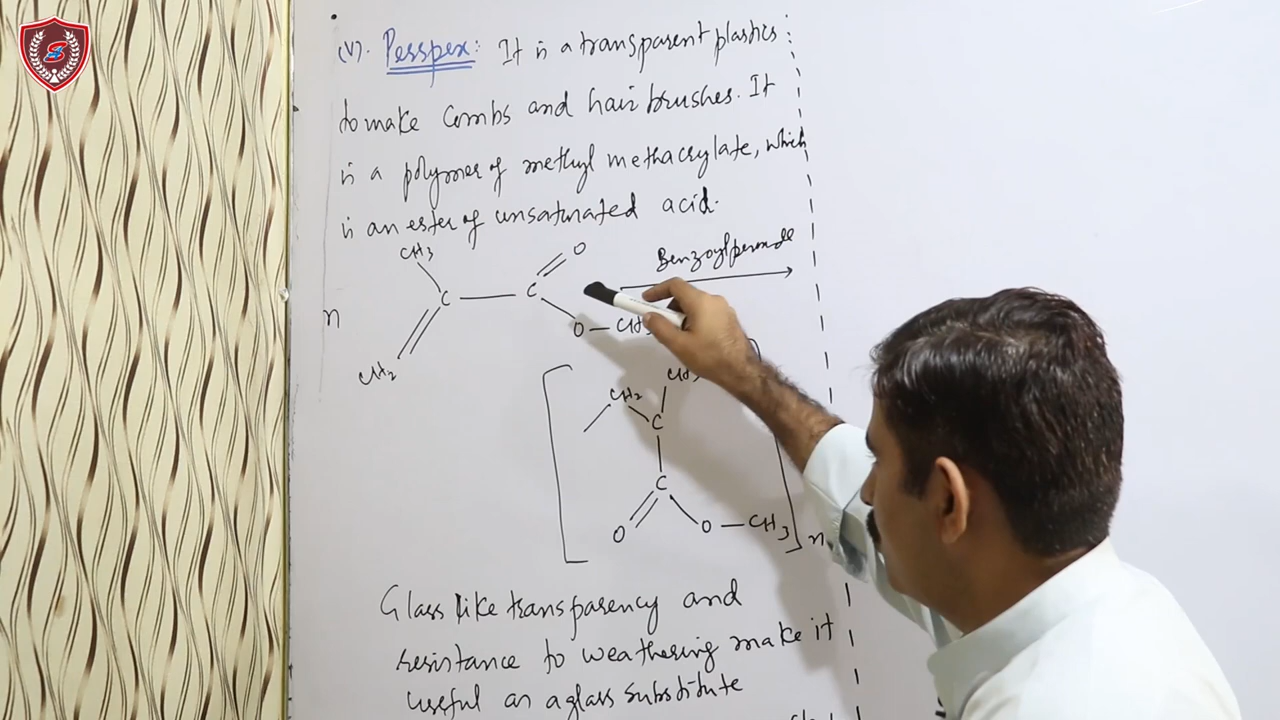 (V). Perspex: It is a transparent plastics
to make Combs and hair brushes. It
is a polymer of methyl methacrylate, which
is an ester of unsaturated acid.
CH3
O
Benzoylperoxide
C
C
n
O
CH3
CH2
CH3
CH2
C
C
O
O
CH3
n
Glass like transparency and
resistance to weathering make it
useful as a glass substitute